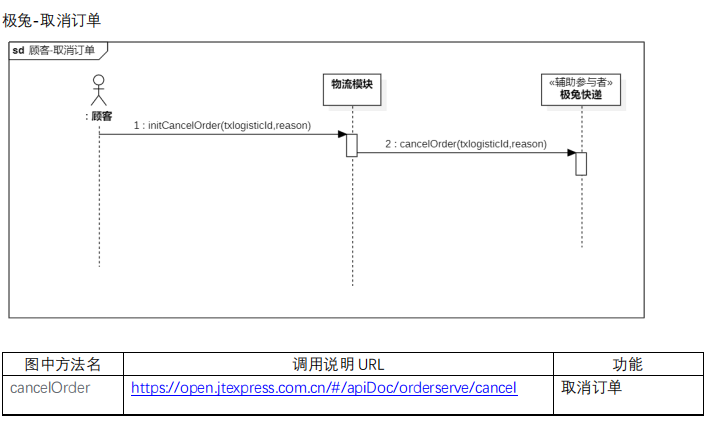 极兔-取消订单
sd 顾客-取消订单
物流模块
«辅助参与者»
极兔快递
: 顾客
1 : initCancelOrder(txlogisticId,reason)
2 : cancelOrder(txlogisticId,reason)
图中方法名 调用说明 URL 功能
cancelOrder https://open.jtexpress.com.cn/#/apiDoc/orderserve/cancel 取消订单